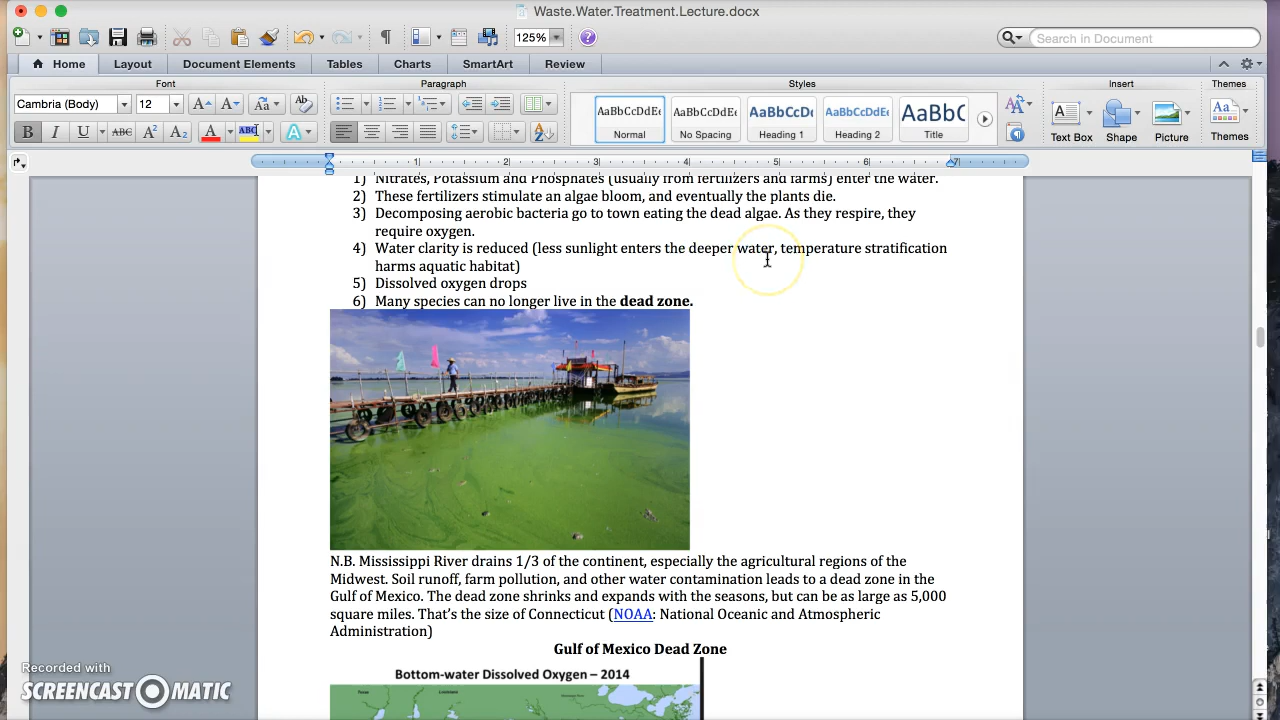 Waste.Water.Treatment.Lecture.docx
125%
Search in Document
Home Layout Document Elements Tables Charts SmartArt Review
Font Paragraph Styles Insert Themes
Cambria (Body) 12
AaBbCcDdEe AaBbCcDdEe AaBbCcDc AaBbCcDdEe AaBbC
Normal No Spacing Heading 1 Heading 2 Title
Text Box Shape Picture Themes
1) Nitrates, Potassium and Phosphates (usually from fertilizers and farms) enter the water.
2) These fertilizers stimulate an algae bloom, and eventually the plants die.
3) Decomposing aerobic bacteria go to town eating the dead algae. As they respire, they
require oxygen.
4) Water clarity is reduced (less sunlight enters the deeper water, temperature stratification
harms aquatic habitat)
5) Dissolved oxygen drops
6) Many species can no longer live in the dead zone.
N.B. Mississippi River drains 1/3 of the continent, especially the agricultural regions of the
Midwest. Soil runoff, farm pollution, and other water contamination leads to a dead zone in the
Gulf of Mexico. The dead zone shrinks and expands with the seasons, but can be as large as 5,000
square miles. That's the size of Connecticut (NOAA: National Oceanic and Atmospheric
Administration)
Gulf of Mexico Dead Zone
Bottom-water Dissolved Oxygen – 2014
Texas Louisiana
Recorded with
SCREENCAST MATIC